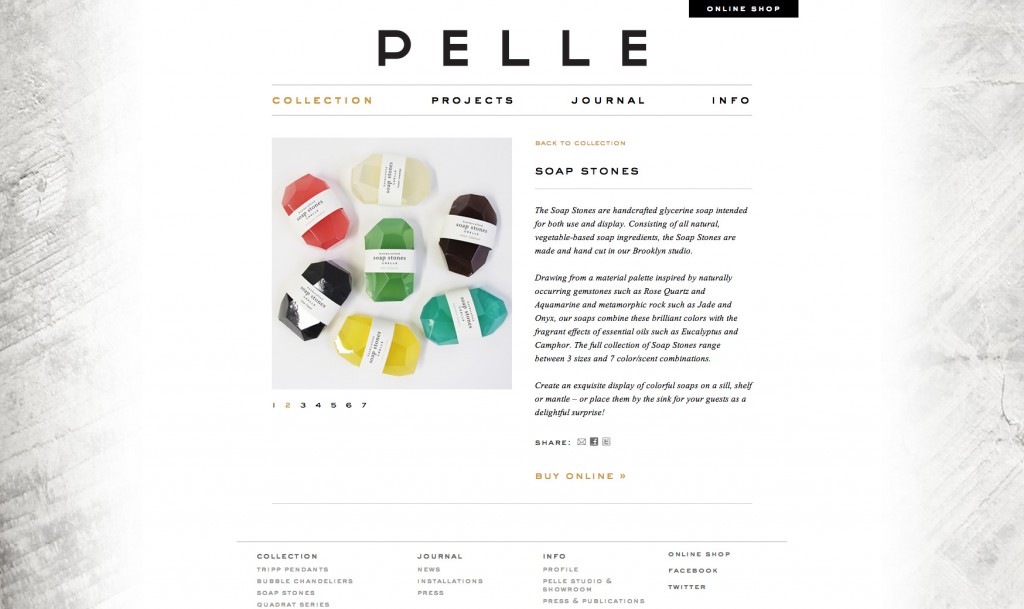 ONLINE SHOP
PELLE
COLLECTION PROJECTS JOURNAL INFO
BACK TO COLLECTION
SOAP STONES
The Soap Stones are handcrafted glycerine soap intended
for both use and display. Consisting of all natural,
vegetable-based soap ingredients, the Soap Stones are
made and hand cut in our Brooklyn studio.
Drawing from a material palette inspired by naturally
occurring gemstones such as Rose Quartz and
Aquamarine and metamorphic rock such as Jade and
Onyx, our soaps combine these brilliant colors with the
fragrant effects of essential oils such as Eucalyptus and
Camphor. The full collection of Soap Stones range
between 3 sizes and 7 color/scent combinations.
Create an exquisite display of colorful soaps on a sill, shelf
or mantle – or place them by the sink for your guests as a
delightful surprise!
SHARE:
BUY ONLINE »
soap stones
PELLE
soap stones
PELLE
soap stones
PELLE
soap stones
PELLE
soap stones
PELLE
soap stones
PELLE
soap stones
PELLE
1 2 3 4 5 6 7
COLLECTION
TRIPP PENDANTS
BUBBLE CHANDELIERS
SOAP STONES
QUADRAT SERIES
JOURNAL
NEWS
INSTALLATIONS
PRESS
INFO
PROFILE
PELLE STUDIO &
SHOWROOM
PRESS & PUBLICATIONS
ONLINE SHOP
FACEBOOK
TWITTER